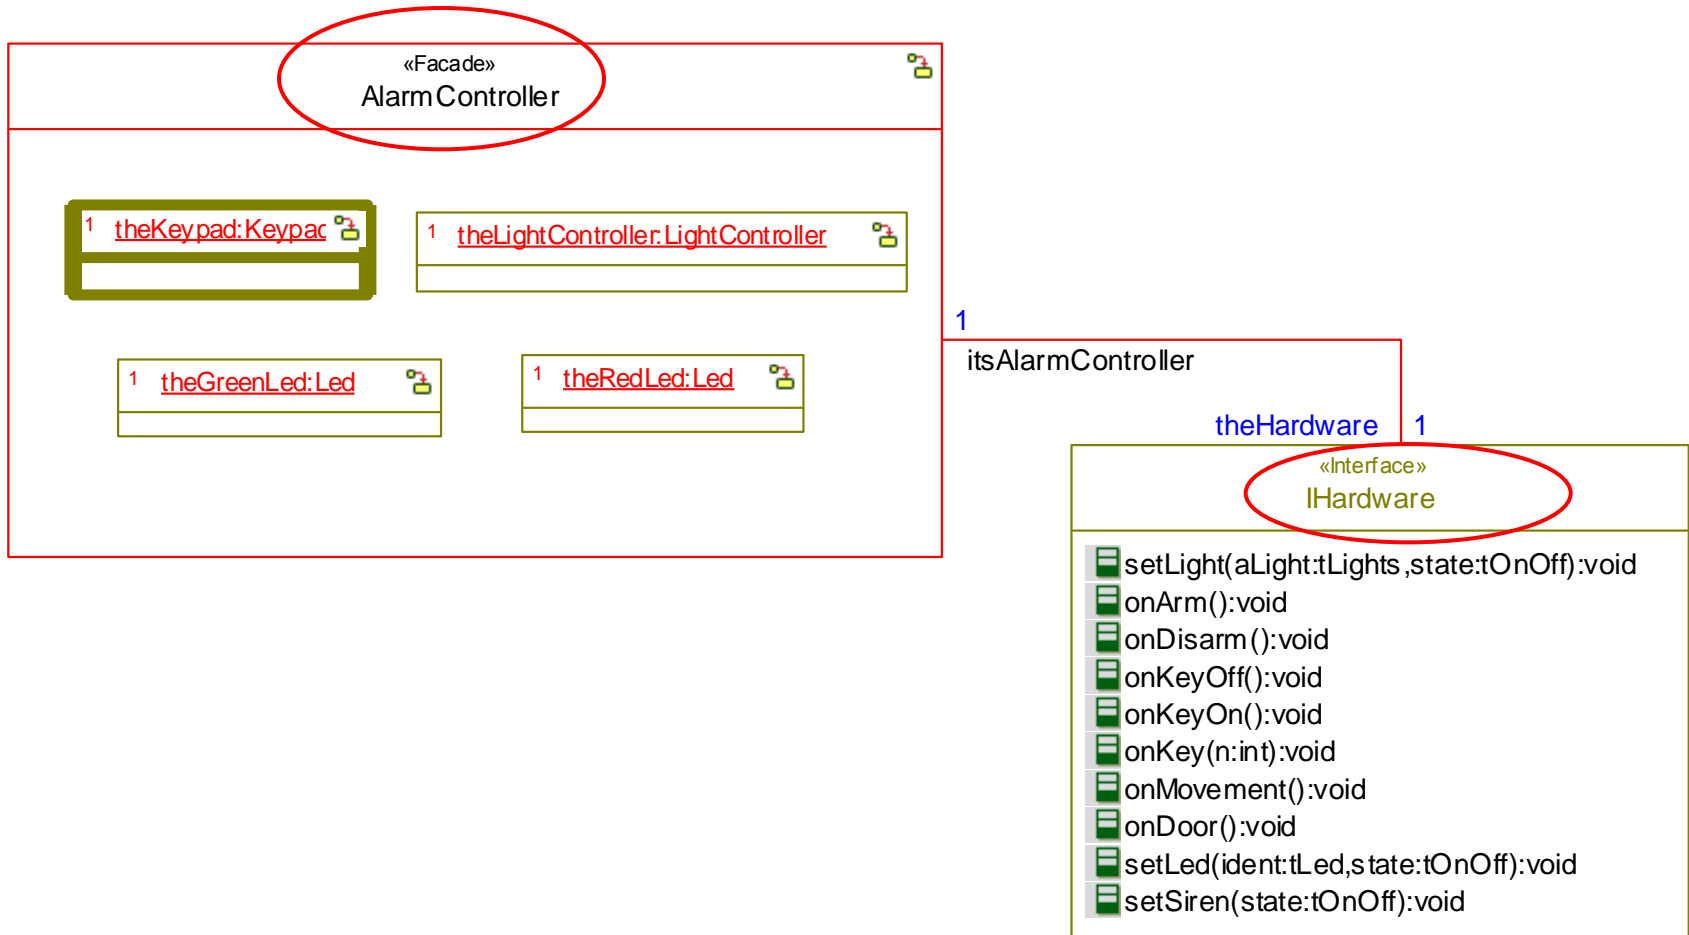 «Facade»
AlarmController
1 theKeypad:Keypad
1 theLightController:LightController
1 theGreenLed:Led
1 theRedLed:Led
1
itsAlarmController
theHardware 1
«Interface»
IHardware
setLight(aLight:tLights,state:tOnOff):void
onArm():void
onDisarm():void
onKeyOff():void
onKeyOn():void
onKey(n:int):void
onMovement():void
onDoor():void
setLed(ident:tLed,state:tOnOff):void
setSiren(state:tOnOff):void